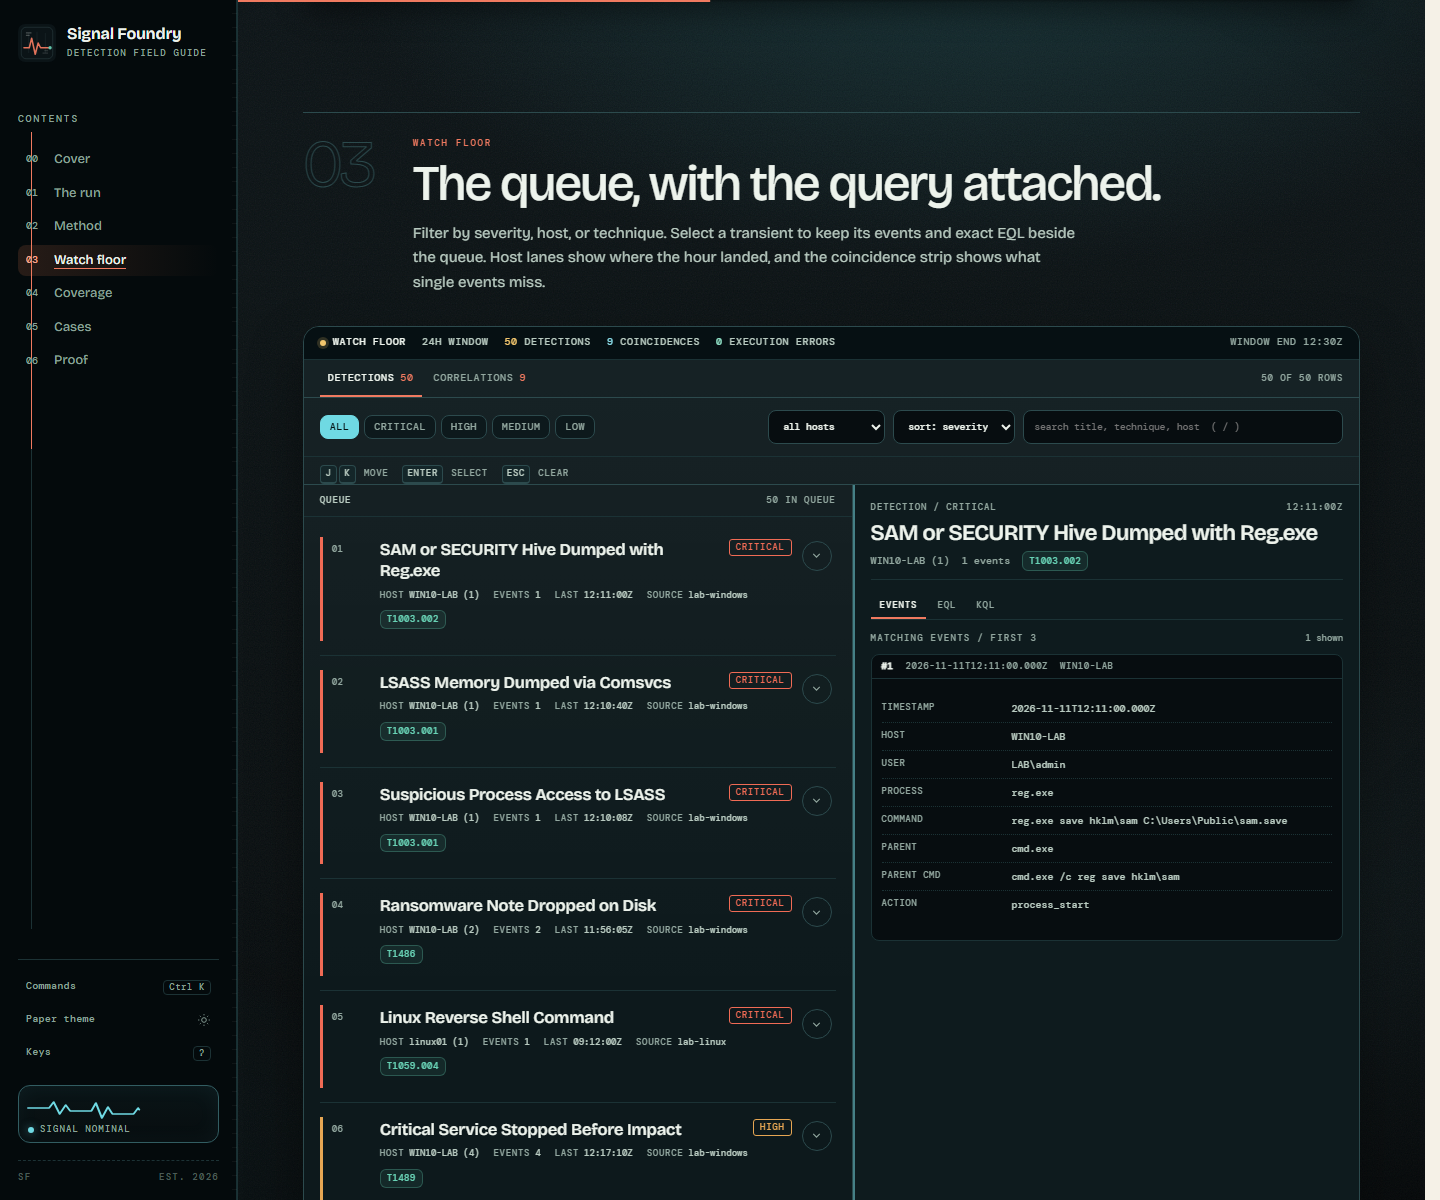 Signal Foundry
DETECTION FIELD GUIDE
CONTENTS
00 Cover
01 The run
02 Method
03 Watch floor
04 Coverage
05 Cases
06 Proof
Commands Ctrl K
Paper theme
Keys ?
SIGNAL NOMINAL
SF EST. 2026
03
WATCH FLOOR
The queue, with the query attached.
Filter by severity, host, or technique. Select a transient to keep its events and exact EQL beside
the queue. Host lanes show where the hour landed, and the coincidence strip shows what
single events miss.
WATCH FLOOR 24H WINDOW 50 DETECTIONS 9 COINCIDENCES 0 EXECUTION ERRORS WINDOW END 12:30Z
DETECTIONS 50 CORRELATIONS 9 50 OF 50 ROWS
ALL CRITICAL HIGH MEDIUM LOW all hosts sort: severity search title, technique, host ( / )
J K MOVE ENTER SELECT ESC CLEAR
QUEUE 50 IN QUEUE
01 SAM or SECURITY Hive Dumped with CRITICAL
Reg.exe
HOST WIN10-LAB (1) EVENTS 1 LAST 12:11:00Z SOURCE lab-windows
T1003.002
02 LSASS Memory Dumped via Comsvcs CRITICAL
HOST WIN10-LAB (1) EVENTS 1 LAST 12:10:40Z SOURCE lab-windows
T1003.001
03 Suspicious Process Access to LSASS CRITICAL
HOST WIN10-LAB (1) EVENTS 1 LAST 12:10:08Z SOURCE lab-windows
T1003.001
04 Ransomware Note Dropped on Disk CRITICAL
HOST WIN10-LAB (2) EVENTS 2 LAST 11:56:05Z SOURCE lab-windows
T1486
05 Linux Reverse Shell Command CRITICAL
HOST linux01 (1) EVENTS 1 LAST 09:12:00Z SOURCE lab-linux
T1059.004
06 Critical Service Stopped Before Impact HIGH
HOST WIN10-LAB (4) EVENTS 4 LAST 12:17:10Z SOURCE lab-windows
T1489
DETECTION / CRITICAL 12:11:00Z
SAM or SECURITY Hive Dumped with Reg.exe
WIN10-LAB (1) 1 events T1003.002
EVENTS EQL KQL
MATCHING EVENTS / FIRST 3 1 shown
#1 2026-11-11T12:11:00.000Z WIN10-LAB
TIMESTAMP 2026-11-11T12:11:00.000Z
HOST WIN10-LAB
USER LAB\admin
PROCESS reg.exe
COMMAND reg.exe save hklm\sam C:\Users\Public\sam.save
PARENT cmd.exe
PARENT CMD cmd.exe /c reg save hklm\sam
ACTION process_start